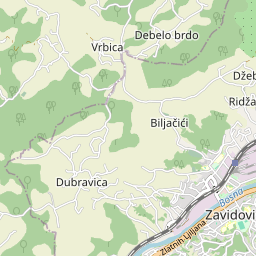 Debelo brdo
Vrbica
Džeb
Ridža
Biljačići
Dubravica
Bosna
Zavidovi
Zlatnih Ljiljana